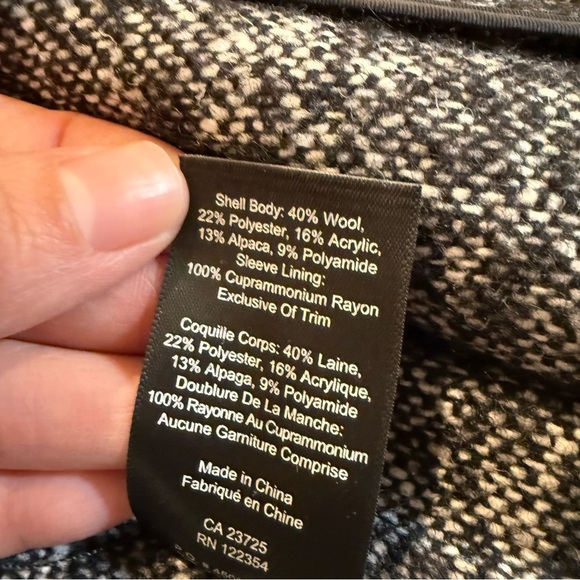 Shell Body: 40% Wool,
22% Polyester, 16% Acrylic,
13% Alpaca, 9% Polyamide
Sleeve Lining:
100% Cuprammonium Rayon
Exclusive Of Trim
Coquille Corps: 40% Laine,
22% Polyester, 16% Acrylique,
13% Alpaga, 9% Polyamide
Doublure De La Manche:
100% Rayonne Au Cuprammonium
Aucune Garniture Comprise
Made in China
Fabriqué en Chine
CA 23725
RN 122354